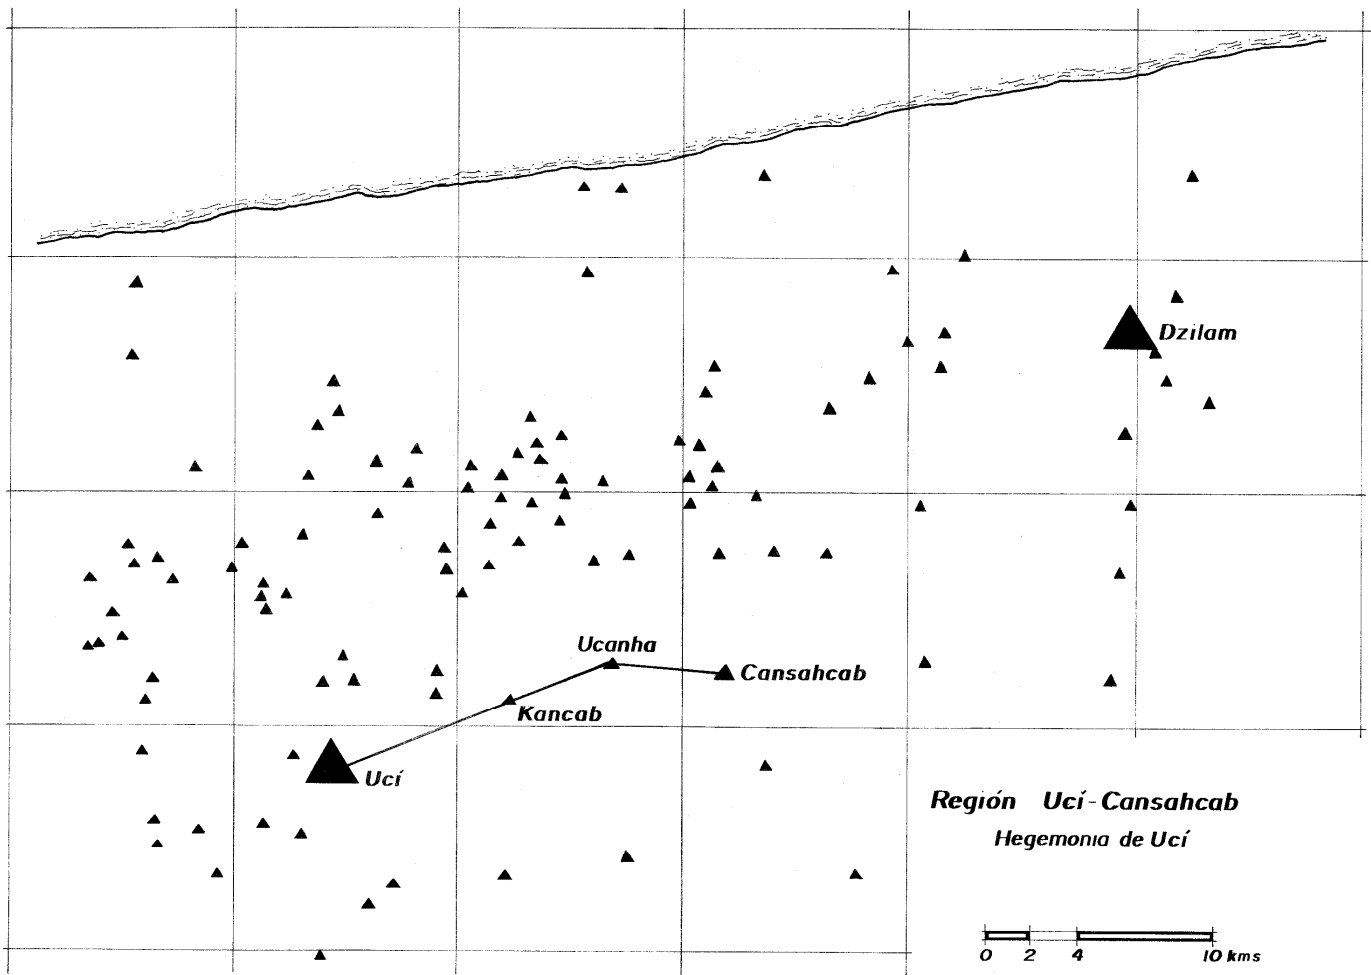 Dzilam
Ucanha
Cansahcab
Kancab
Ucí
Región Ucí-Cansahcab
Hegemonia de Ucí
0 2 4 10 kms